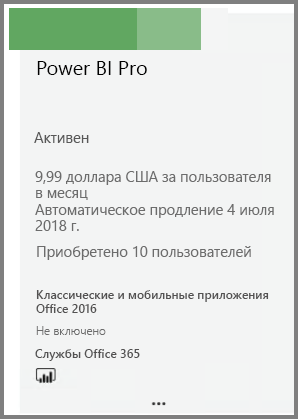 Power BI Pro
Активен
9,99 доллара США за пользователя
в месяц
Автоматическое продление 4 июля
2018 г.
Приобретено 10 пользователей
Классические и мобильные приложения
Office 2016
Не включено
Службы Office 365